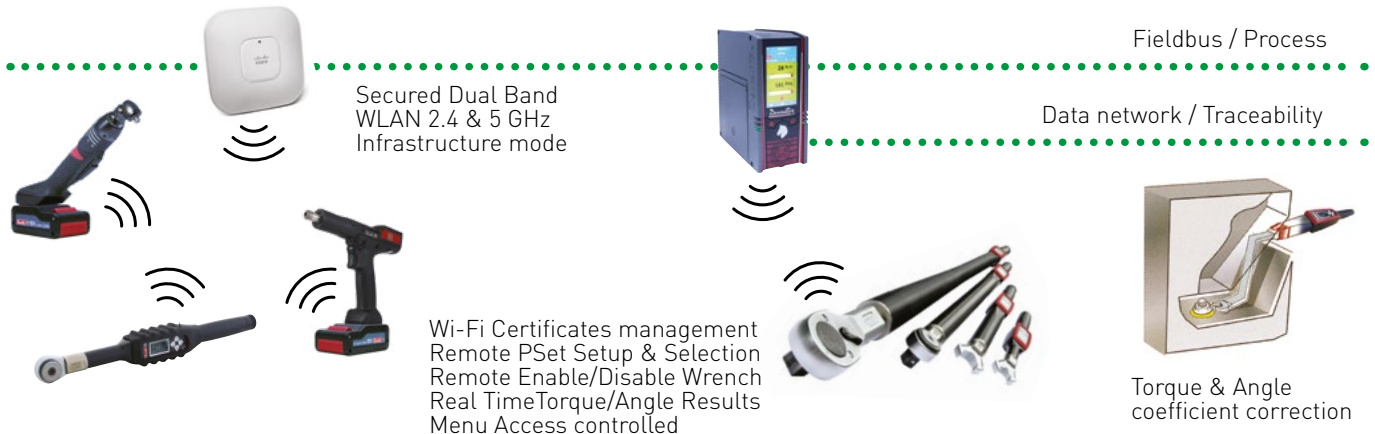 Fieldbus / Process
Secured Dual Band
WLAN 2.4 & 5 GHz
Infrastructure mode
Data network / Traceability
Wi-Fi Certificates management
Remote PSet Setup & Selection
Remote Enable/Disable Wrench
Real TimeTorque/Angle Results
Menu Access controlled
Torque & Angle
coefficient correction